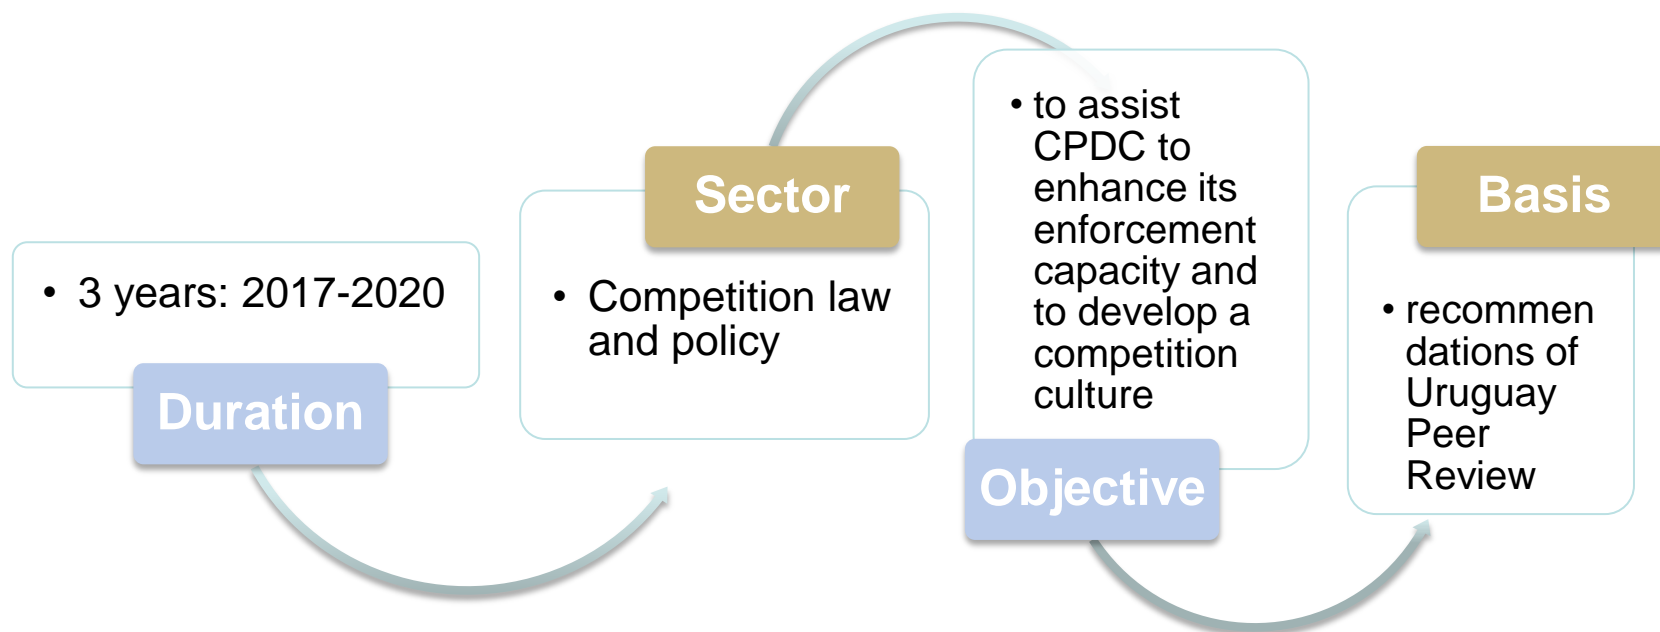 • 3 years: 2017-2020
Duration
Sector
• Competition law
and policy
• to assist
CPDC to
enhance its
enforcement
capacity and
to develop a
competition
culture
Objective
Basis
• recommen
dations of
Uruguay
Peer
Review